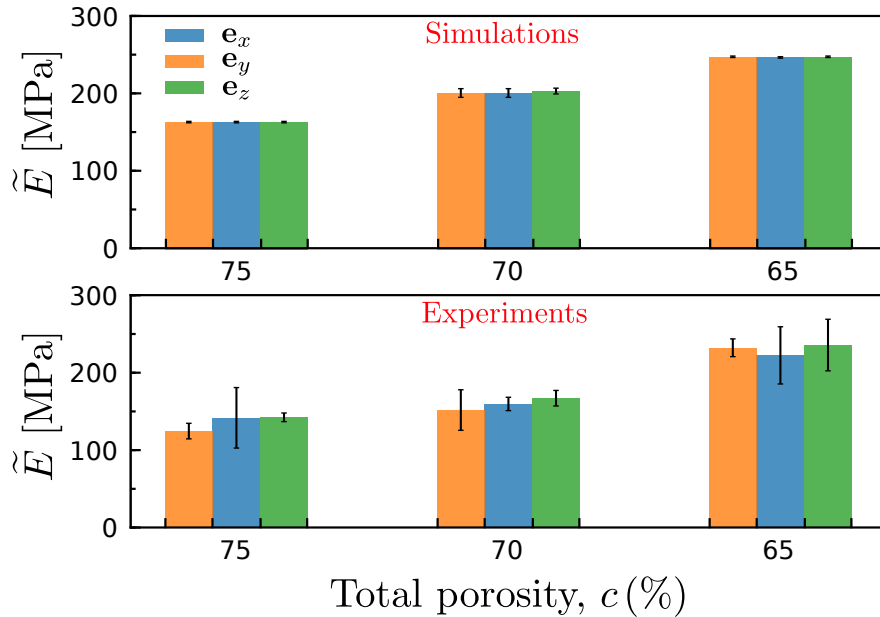 300
200
100
0
Ẽ [MPa]
Simulations
𝐞ₓ
𝐞_y
𝐞_z
75 70 65
300
200
100
0
Ẽ [MPa]
Experiments
75 70 65
Total porosity, c (%)